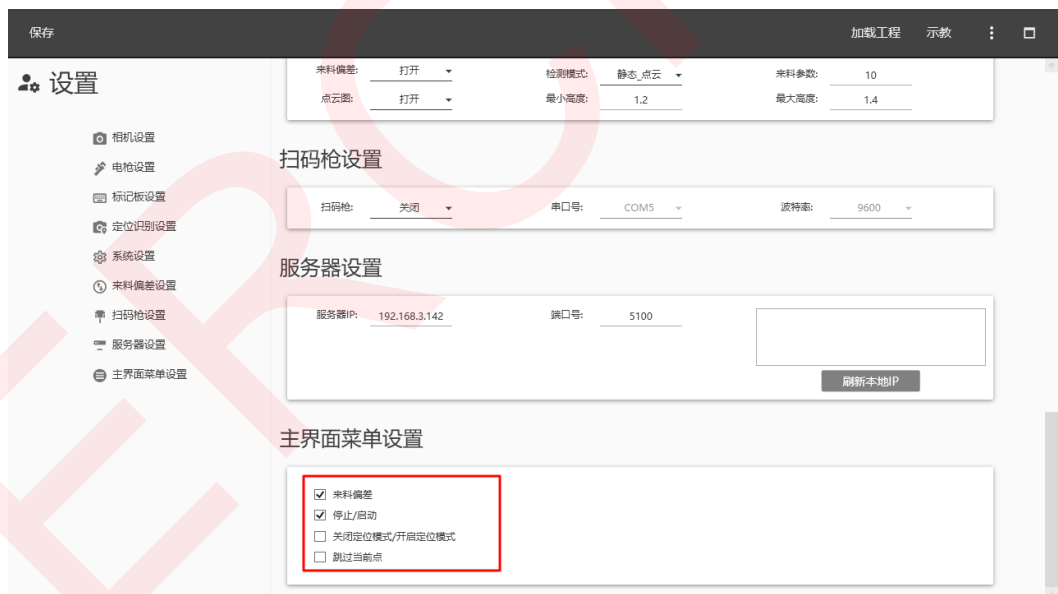 保存 加载工程 示教
设置
相机设置
电枪设置
标记板设置
定位识别设置
系统设置
来料偏差设置
扫码枪设置
服务器设置
主界面菜单设置
来料偏差: 打开 检测模式: 静态_点云 来料参数: 10
点云图: 打开 最小高度: 1.2 最大高度: 1.4
扫码枪设置
扫码枪: 关闭 串口号: COM5 波特率: 9600
服务器设置
服务器IP: 192.168.3.142 端口号: 5100
刷新本地IP
主界面菜单设置
来料偏差
停止/启动
关闭定位模式/开启定位模式
跳过当前点